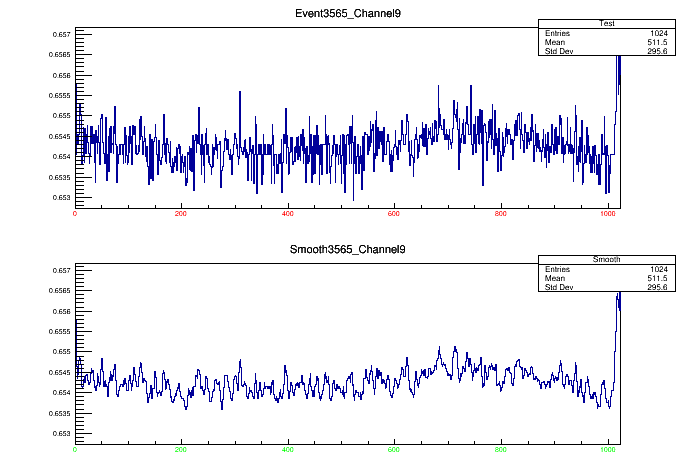 Event3565_Channel9
Test
Entries 1024
Mean 511.5
Std Dev 295.6
0.657
0.6565
0.656
0.6555
0.655
0.6545
0.654
0.6535
0.653
0 200 400 600 800 1000
Smooth3565_Channel9
Smooth
Entries 1024
Mean 511.5
Std Dev 295.6
0.657
0.6565
0.656
0.6555
0.655
0.6545
0.654
0.6535
0.653
0 200 400 600 800 1000